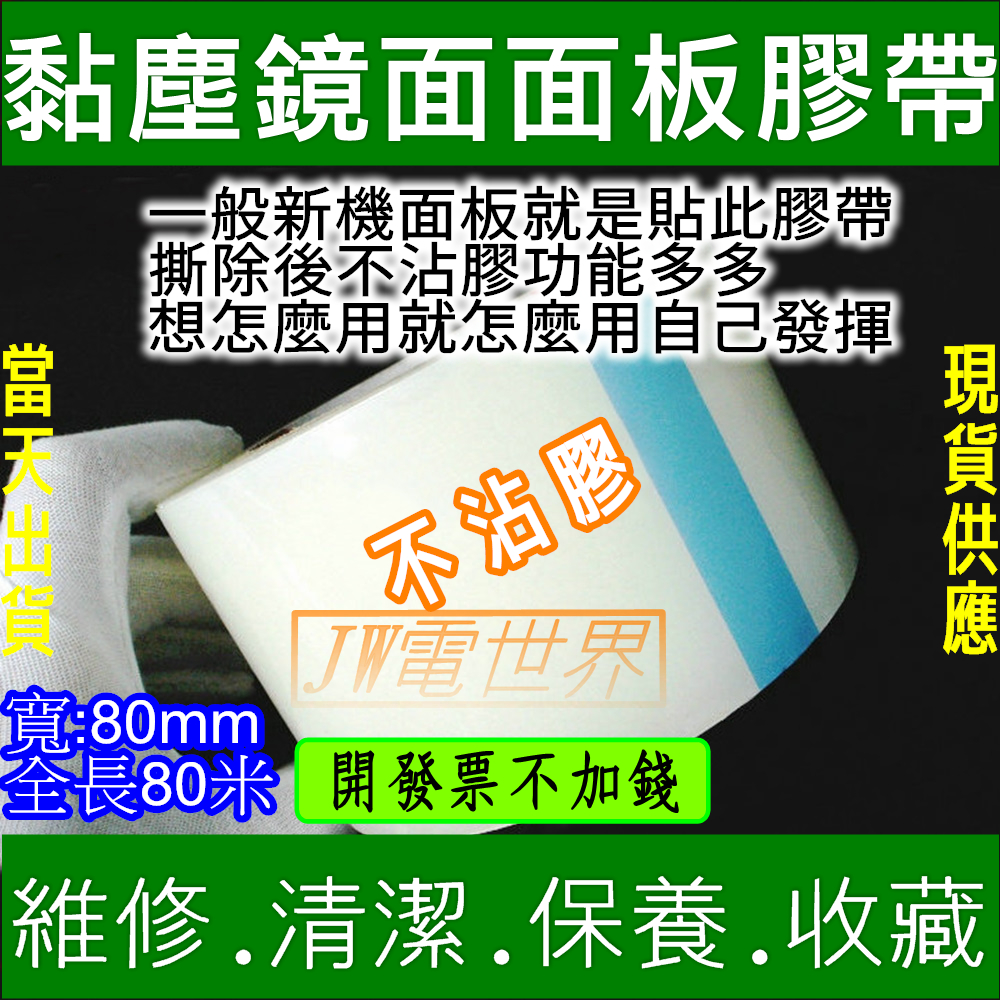 黏塵鏡面面板膠帶
一般新機面板就是貼此膠帶
撕除後不沾膠功能多多
想怎麼用就怎麼用自己發揮
當天出貨
現貨供應
不沾膠
JW電世界
寬:80mm
全長80米
開發票不加錢
維修.清潔.保養.收藏